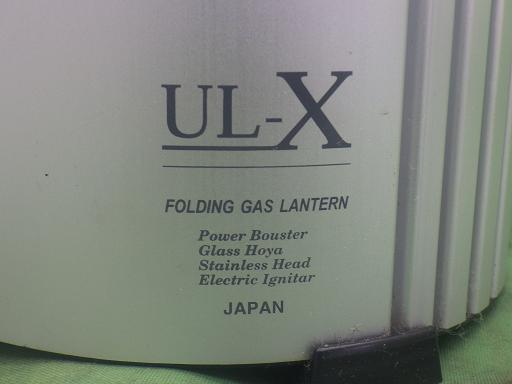 UL-X
FOLDING GAS LANTERN
Power Bouster
Glass Hoya
Stainless Head
Electric Ignitar
JAPAN